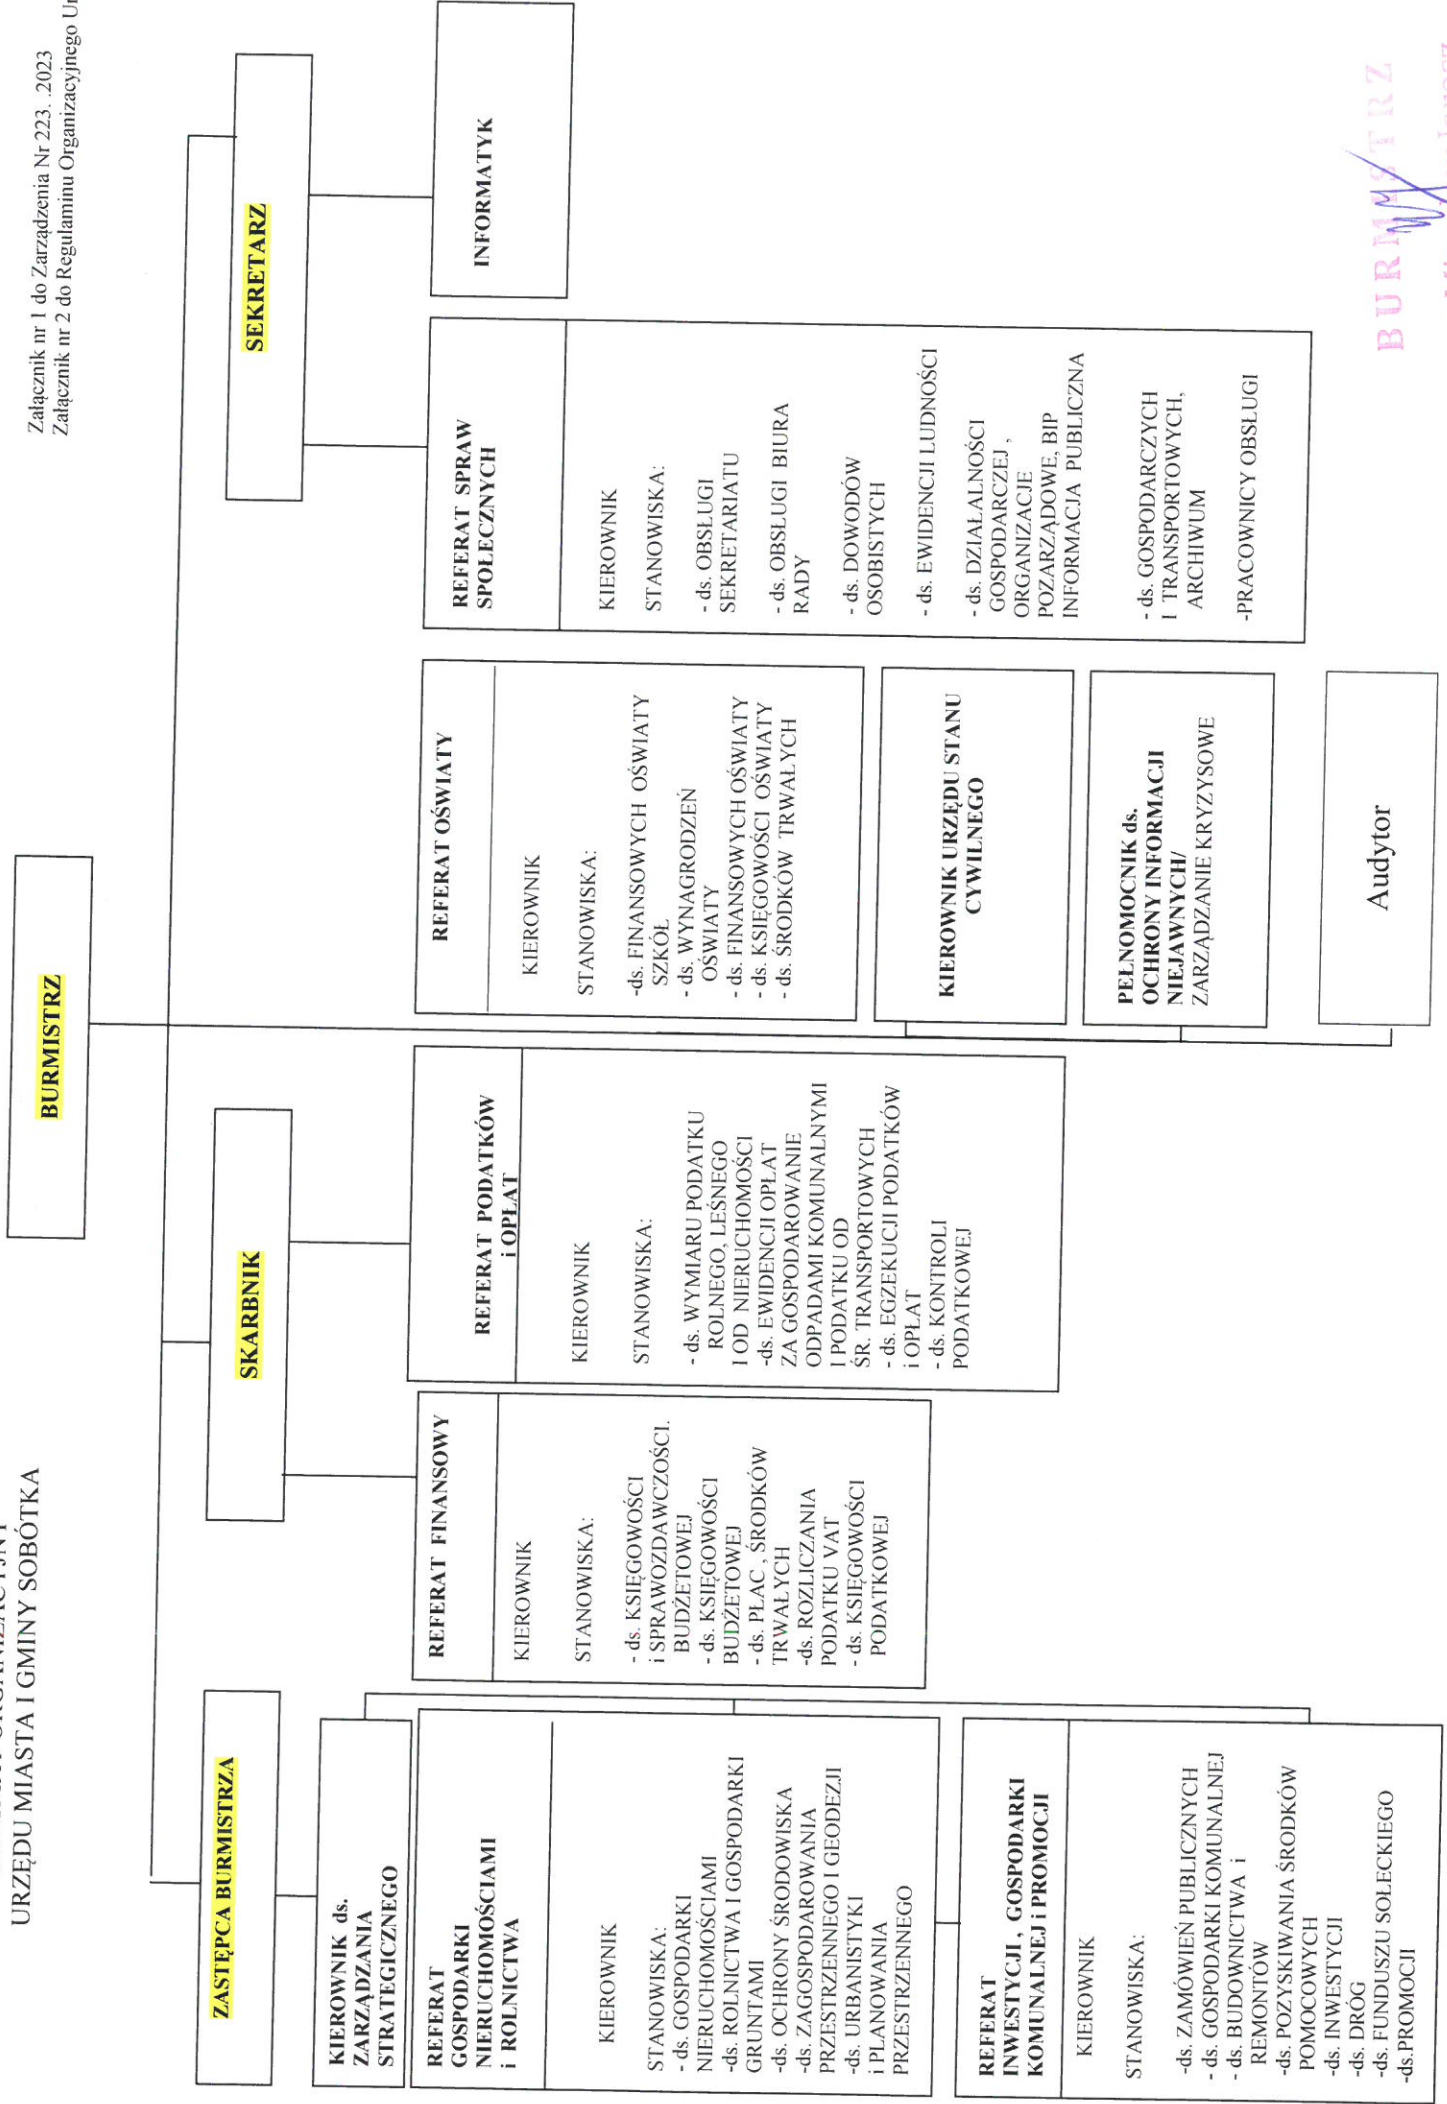 Załącznik nr 1 do Zarządzenia Nr 223. .2023
Załącznik nr 2 do Regulaminu Organizacyjnego
URZĘDU MIASTA I GMINY SOBÓTKA
BURMISTRZ
ZASTĘPCA BURMISTRZA
SKARBNIK
SEKRETARZ
KIEROWNIK ds.
ZARZĄDZANIA
STRATEGICZNEGO
REFERAT
GOSPODARKI
NIERUCHOMOŚCIAMI
i ROLNICTWA
KIEROWNIK
STANOWISKA:
- ds. GOSPODARKI
NIERUCHOMOŚCIAMI
-ds. ROLNICTWA I GOSPODARKI
GRUNTAMI
-ds. OCHRONY ŚRODOWISKA
-ds. ZAGOSPODAROWANIA
PRZESTRZENNEGO I GEODEZJI
-ds. URBANISTYKI
i PLANOWANIA
PRZESTRZENNEGO
REFERAT
INWESTYCJI , GOSPODARKI
KOMUNALNEJ i PROMOCJI
KIEROWNIK
STANOWISKA:
-ds. ZAMÓWIEŃ PUBLICZNYCH
- ds. GOSPODARKI KOMUNALNEJ
- ds. BUDOWNICTWA i
REMONTÓW
-ds. POZYSKIWANIA ŚRODKÓW
POMOCOWYCH
-ds. INWESTYCJI
-ds. DRÓG
-ds. FUNDUSZU SOŁECKIEGO
-ds.PROMOCJI
REFERAT FINANSOWY
KIEROWNIK
STANOWISKA:
- ds. KSIĘGOWOŚCI
i SPRAWOZDAWCZOŚCI.
BUDŻETOWEJ
- ds. KSIĘGOWOŚCI
BUDŻETOWEJ
- ds. PŁAC , ŚRODKÓW
TRWAŁYCH
-ds. ROZLICZANIA
PODATKU VAT
- ds. KSIĘGOWOŚCI
PODATKOWEJ
REFERAT PODATKÓW
i OPŁAT
KIEROWNIK
STANOWISKA:
- ds. WYMIARU PODATKU
ROLNEGO, LEŚNEGO
I OD NIERUCHOMOŚCI
-ds. EWIDENCJI OPŁAT
ZA GOSPODAROWANIE
ODPADAMI KOMUNALNYMI
I PODATKU OD
ŚR. TRANSPORTOWYCH
- ds. EGZEKUCJI PODATKÓW
i OPŁAT
- ds. KONTROLI
PODATKOWEJ
REFERAT OŚWIATY
KIEROWNIK
STANOWISKA:
-ds. FINANSOWYCH OŚWIATY
SZKÓŁ
- ds. WYNAGRODZEŃ
OŚWIATY
- ds. FINANSOWYCH OŚWIATY
- ds. KSIĘGOWOŚCI OŚWIATY
- ds. ŚRODKÓW TRWAŁYCH
KIEROWNIK URZĘDU STANU
CYWILNEGO
PEŁNOMOCNIK ds.
OCHRONY INFORMACJI
NIEJAWNYCH/
ZARZĄDZANIE KRYZYSOWE
Audytor
REFERAT SPRAW
SPOŁECZNYCH
KIEROWNIK
STANOWISKA:
- ds. OBSŁUGI
SEKRETARIATU
- ds. OBSŁUGI BIURA
RADY
- ds. DOWODÓW
OSOBISTYCH
- ds. EWIDENCJI LUDNOŚCI
- ds. DZIAŁALNOŚCI
GOSPODARCZEJ ,
ORGANIZACJE
POZARZĄDOWE, BIP
INFORMACJA PUBLICZNA
- ds. GOSPODARCZYCH
I TRANSPORTOWYCH,
ARCHIWUM
-PRACOWNICY OBSŁUGI
INFORMATYK
BURMISTRZ